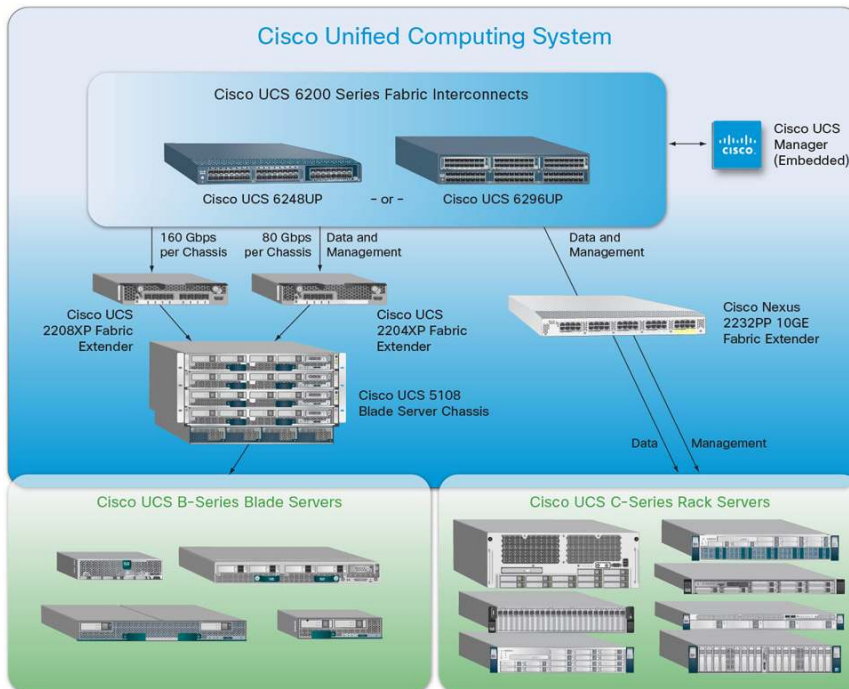 Cisco Unified Computing System
Cisco UCS 6200 Series Fabric Interconnects
Cisco UCS 6248UP
- or -
Cisco UCS 6296UP
CISCO.
Cisco UCS
Manager
(Embedded)
160 Gbps
per Chassis
80 Gbps
per Chassis
Data and
Management
Data and
Management
Cisco UCS
2208XP Fabric
Extender
Cisco UCS
2204XP Fabric
Extender
Cisco Nexus
2232PP 10GE
Fabric Extender
Cisco UCS 5108
Blade Server Chassis
Data
Management
Cisco UCS B-Series Blade Servers
Cisco UCS C-Series Rack Servers